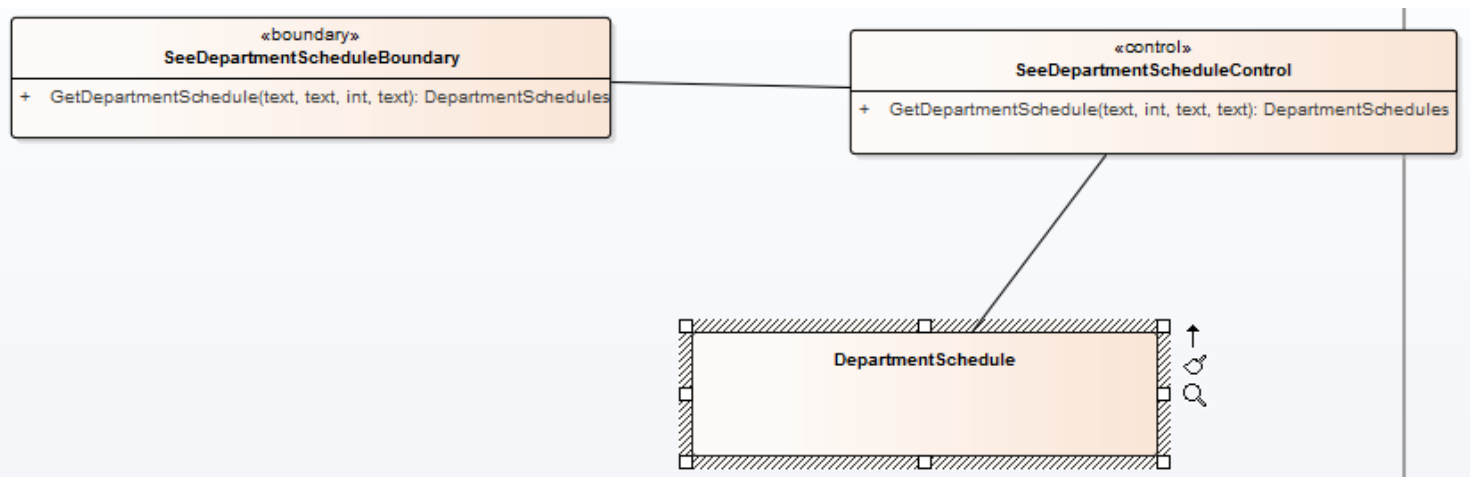 «boundary»
SeeDepartmentScheduleBoundary
+ GetDepartmentSchedule(text, text, int, text): DepartmentSchedules
«control»
SeeDepartmentScheduleControl
+ GetDepartmentSchedule(text, int, text, text): DepartmentSchedules
DepartmentSchedule